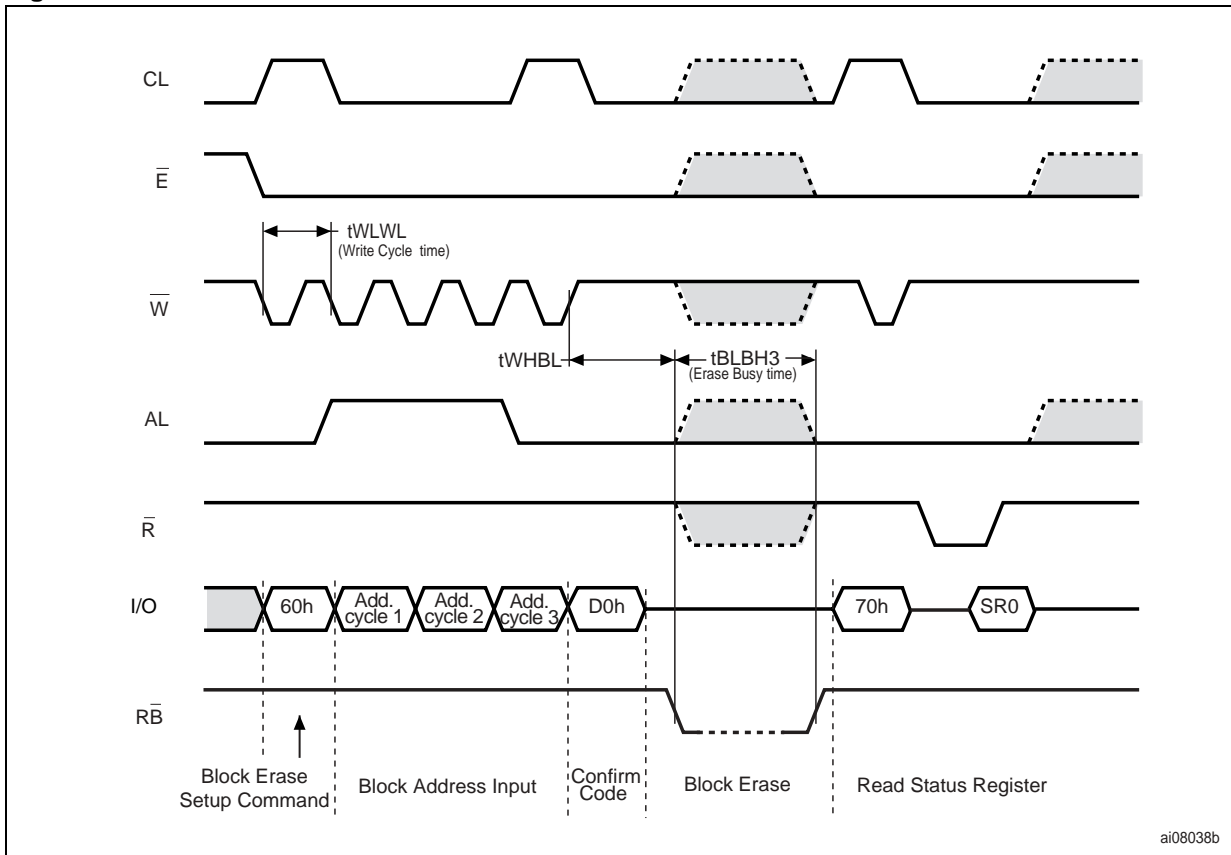 CL
E̅
tWLWL
(Write Cycle time)
W̅
tWHBL
tBLBH3
(Erase Busy time)
AL
R̅
I/O
60h
Add.
cycle 1
Add.
cycle 2
Add.
cycle 3
D0h
70h
SR0
RB̅
Block Erase
Setup Command
Block Address Input
Confirm
Code
Block Erase
Read Status Register
ai08038b